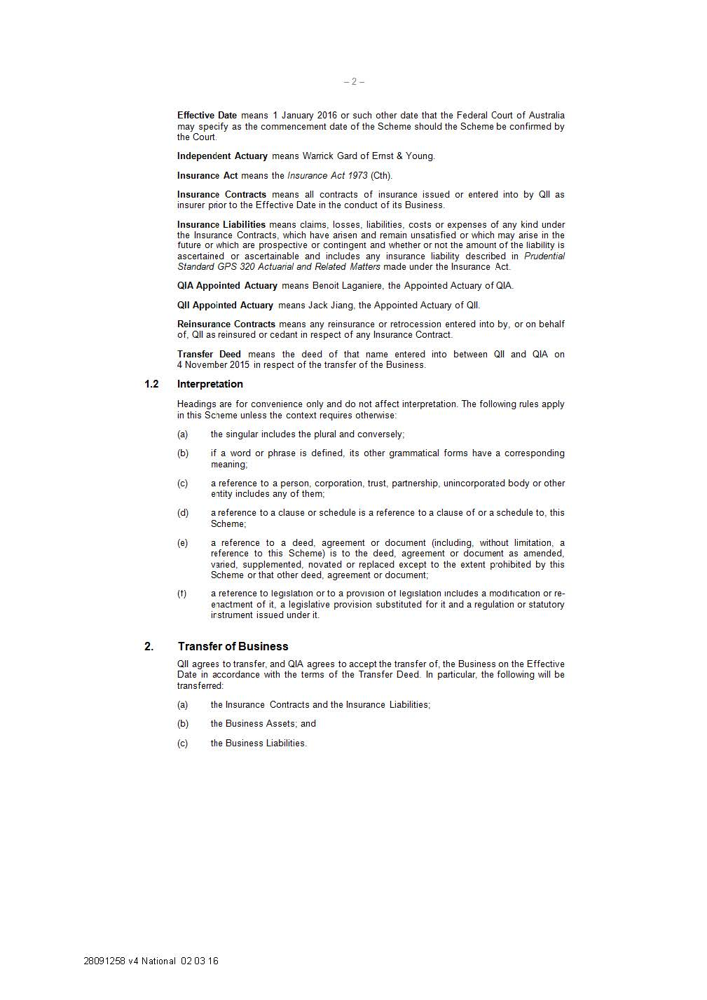 – 2 –
Effective Date means 1 January 2016 or such other date that the Federal Court of Australia
may specify as the commencement date of the Scheme should the Scheme be confirmed by
the Court.
Independent Actuary means Warrick Gard of Ernst & Young.
Insurance Act means the Insurance Act 1973 (Cth).
Insurance Contracts means all contracts of insurance issued or entered into by QII as
insurer prior to the Effective Date in the conduct of its Business.
Insurance Liabilities means claims, losses, liabilities, costs or expenses of any kind under
the Insurance Contracts, which have arisen and remain unsatisfied or which may arise in the
future or which are prospective or contingent and whether or not the amount of the liability is
ascertained or ascertainable and includes any insurance liability described in Prudential
Standard GPS 320 Actuarial and Related Matters made under the Insurance Act.
QIA Appointed Actuary means Benoit Laganiere, the Appointed Actuary of QIA.
QII Appointed Actuary means Jack Jiang, the Appointed Actuary of QII.
Reinsurance Contracts means any reinsurance or retrocession entered into by, or on behalf
of, QII as reinsured or cedant in respect of any Insurance Contract.
Transfer Deed means the deed of that name entered into between QII and QIA on
4 November 2015 in respect of the transfer of the Business.
1.2 Interpretation
Headings are for convenience only and do not affect interpretation. The following rules apply
in this Scheme unless the context requires otherwise:
(a) the singular includes the plural and conversely;
(b) if a word or phrase is defined, its other grammatical forms have a corresponding
meaning;
(c) a reference to a person, corporation, trust, partnership, unincorporated body or other
entity includes any of them;
(d) a reference to a clause or schedule is a reference to a clause of or a schedule to, this
Scheme;
(e) a reference to a deed, agreement or document (including, without limitation, a
reference to this Scheme) is to the deed, agreement or document as amended,
varied, supplemented, novated or replaced except to the extent prohibited by this
Scheme or that other deed, agreement or document;
(f) a reference to legislation or to a provision of legislation includes a modification or re-
enactment of it, a legislative provision substituted for it and a regulation or statutory
instrument issued under it.
2. Transfer of Business
QII agrees to transfer, and QIA agrees to accept the transfer of, the Business on the Effective
Date in accordance with the terms of the Transfer Deed. In particular, the following will be
transferred:
(a) the Insurance Contracts and the Insurance Liabilities;
(b) the Business Assets; and
(c) the Business Liabilities.
28091258 v4 National 02 03 16